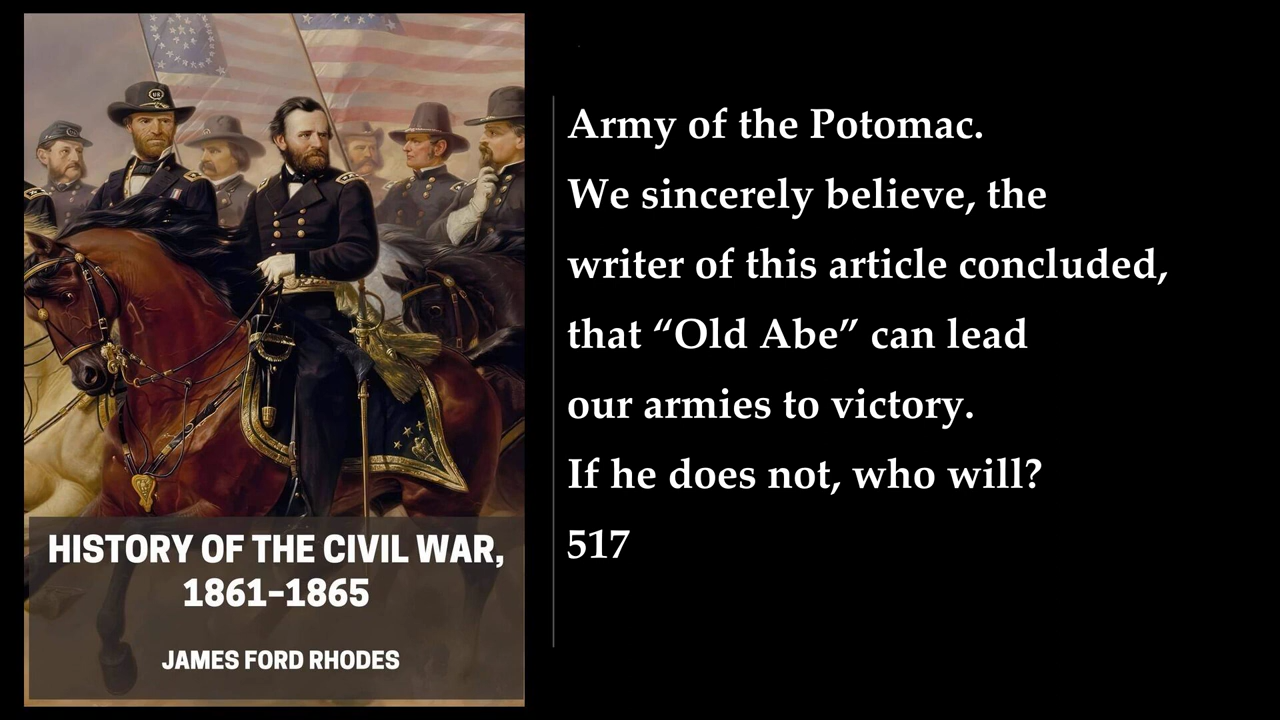 HISTORY OF THE CIVIL WAR,
1861–1865
JAMES FORD RHODES
Army of the Potomac.
We sincerely believe, the
writer of this article concluded,
that “Old Abe” can lead
our armies to victory.
If he does not, who will?
517